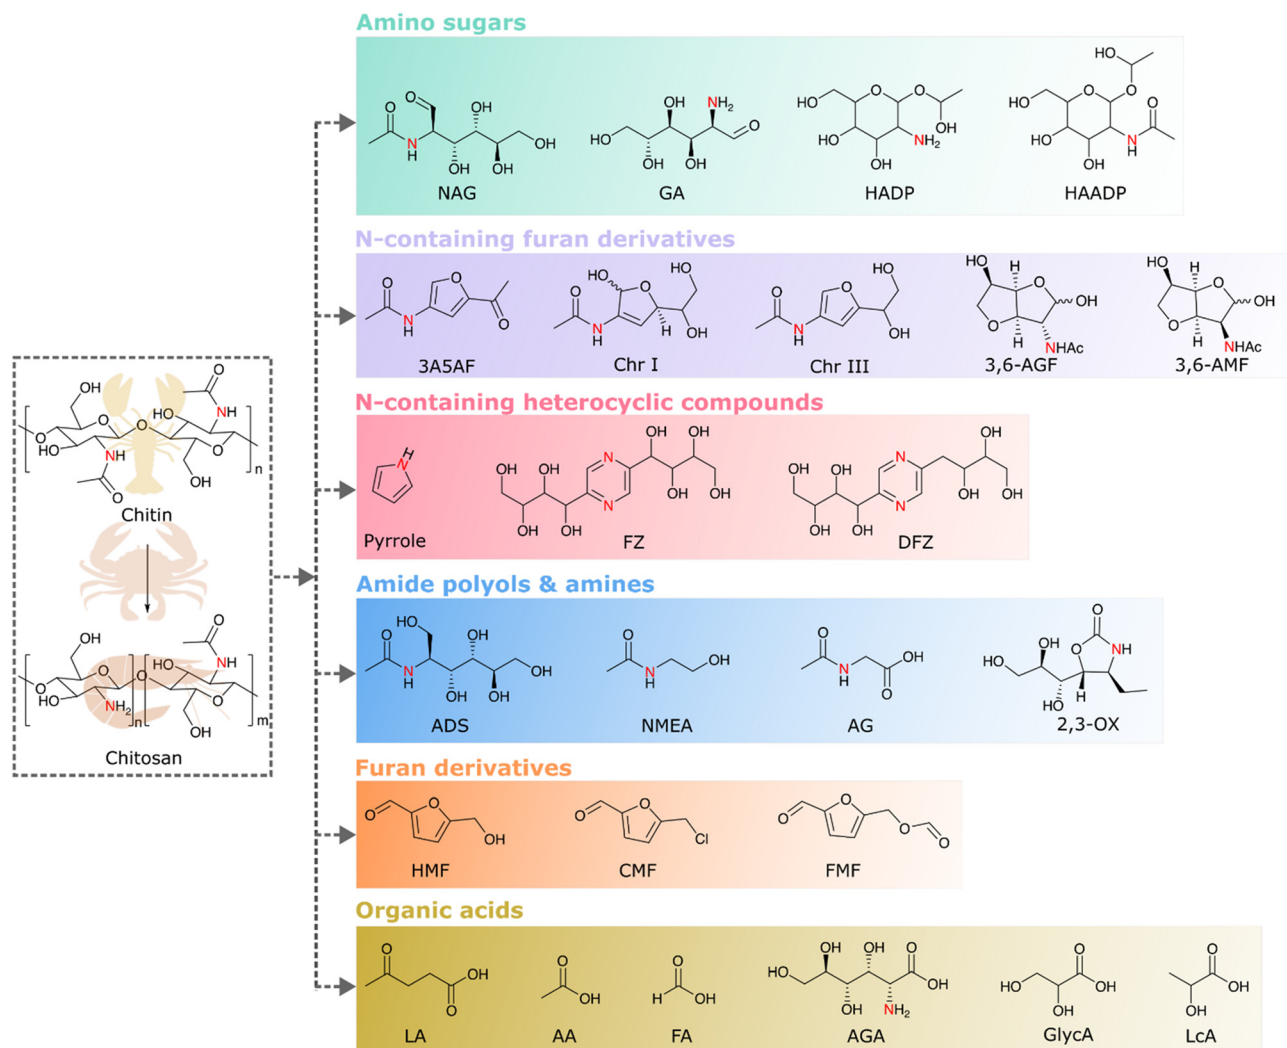 Amino sugars
NAG
GA
HADP
HAADP
N-containing furan derivatives
3A5AF
Chr I
Chr III
3,6-AGF
3,6-AMF
N-containing heterocyclic compounds
Pyrrole
FZ
DFZ
Amide polyols & amines
ADS
NMEA
AG
2,3-OX
Furan derivatives
HMF
CMF
FMF
Organic acids
LA
AA
FA
AGA
GlycA
LcA
Chitin
Chitosan